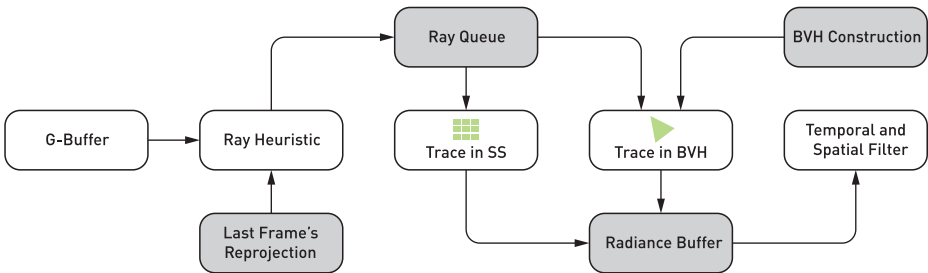 Ray Queue
BVH Construction
G-Buffer
Ray Heuristic
Trace in SS
Trace in BVH
Temporal and
Spatial Filter
Last Frame's
Reprojection
Radiance Buffer